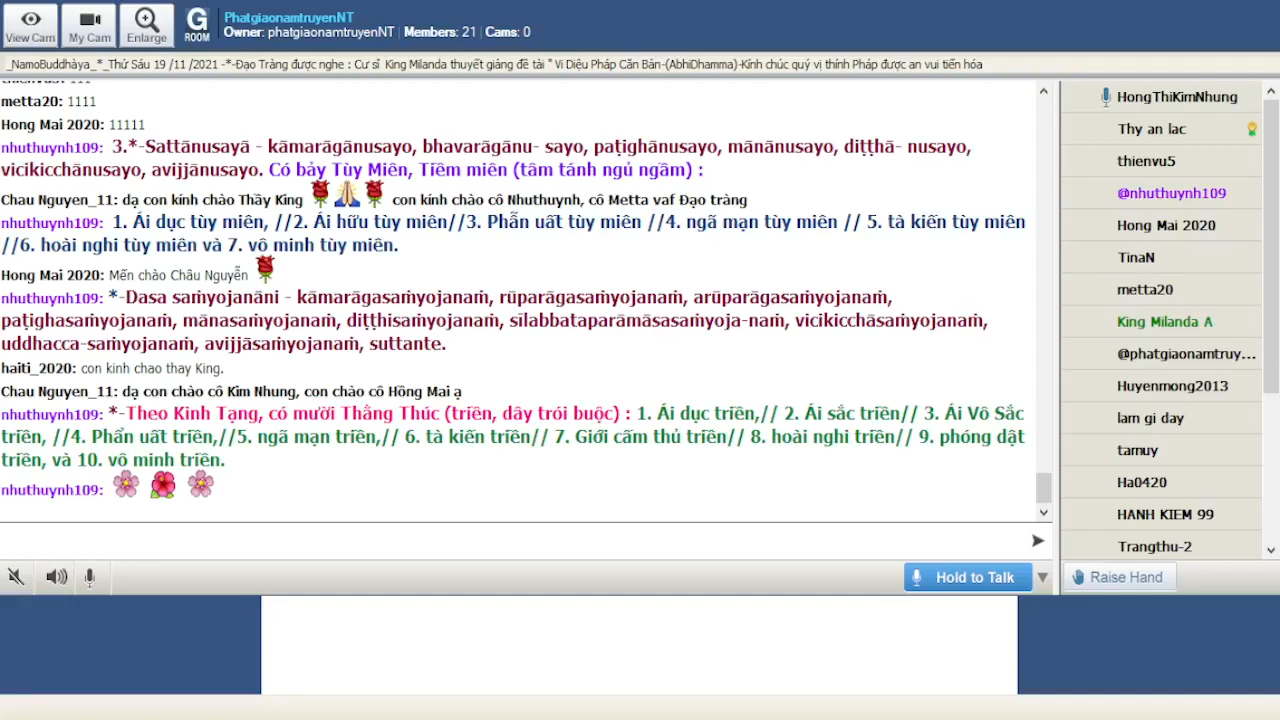 View Cam
My Cam
Enlarge
G
ROOM
PhatgiaonamtruyenNT
Owner: phatgiaonamtruyenNT | Members: 21 | Cams: 0
_NamoBuddhàya_*_Thứ Sáu 19 /11 /2021 -*-Đạo Tràng được nghe : Cư sĩ King Milanda thuyết giảng đề tài " Vi Diệu Pháp Căn Bản-(AbhiDhamma)-Kính chúc quý vị thính Pháp được an vui tiến hóa
thienvu5: 111
metta20: 1111
Hong Mai 2020: 11111
nhuthuynh109: 3.*-Sattānusayā - kāmarāgānusayo, bhavarāgānu- sayo, paṭighānusayo, mānānusayo, diṭṭhā- nusayo,
vicikicchānusayo, avijjānusayo. Có bảy Tùy Miên, Tiềm miên (tâm tánh ngủ ngầm) :
Chau Nguyen_11: dạ con kính chào Thầy King 🌹🙏🌹 con kính chào cô Nhuthuynh, cô Metta vaf Đạo tràng
nhuthuynh109: 1. Ái dục tùy miên, //2. Ái hữu tùy miên//3. Phẫn uất tùy miên //4. ngã mạn tùy miên // 5. tà kiến tùy miên
//6. hoài nghi tùy miên và 7. vô minh tùy miên.
Hong Mai 2020: Mến chào Châu Nguyễn 🌹
nhuthuynh109: *-Dasa saṁyojanāni - kāmarāgasaṁyojanaṁ, rūparāgasaṁyojanaṁ, arūparāgasaṁyojanaṁ,
paṭighasaṁyojanaṁ, mānasaṁyojanaṁ, diṭṭhisaṁyojanaṁ, sīlabbataparāmāsasaṁyoja-naṁ, vicikicchāsaṁyojanaṁ,
uddhacca-saṁyojanaṁ, avijjāsaṁyojanaṁ, suttante.
haiti_2020: con kinh chao thay King.
Chau Nguyen_11: dạ con chào cô Kim Nhung, con chào cô Hồng Mai ạ
nhuthuynh109: *-Theo Kinh Tạng, có mười Thằng Thúc (triền, dây trói buộc) : 1. Ái dục triền,// 2. Ái sắc triền// 3. Ái Vô Sắc
triền, //4. Phẩn uất triền,//5. ngã mạn triền,// 6. tà kiến triền// 7. Giới cấm thủ triền// 8. hoài nghi triền// 9. phóng dật
triền, và 10. vô minh triền.
nhuthuynh109: 🌸🌺🌸
HongThiKimNhung
Thy an lac
thienvu5
@nhuthuynh109
Hong Mai 2020
TinaN
metta20
King Milanda A
@phatgiaonamtruy...
Huyenmong2013
lam gi day
tamuy
Ha0420
HANH KIEM 99
Trangthu-2
Hold to Talk
Raise Hand